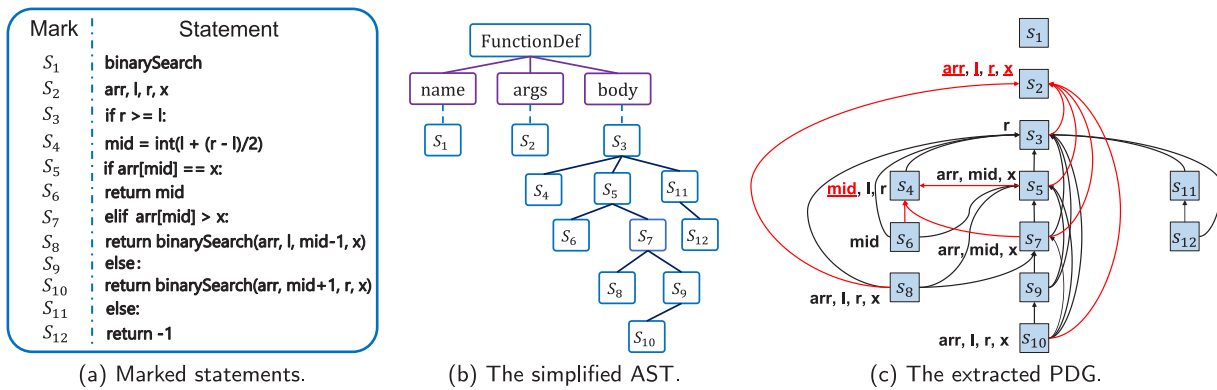 Mark Statement
S1 binarySearch
S2 arr, l, r, x
S3 if r >= l:
S4 mid = int(l + (r - l)/2)
S5 if arr[mid] == x:
S6 return mid
S7 elif arr[mid] > x:
S8 return binarySearch(arr, l, mid-1, x)
S9 else:
S10 return binarySearch(arr, mid+1, r, x)
S11 else:
S12 return -1
(a) Marked statements.
FunctionDef
name args body
S1 S2 S3
S4 S5 S11
S6 S7 S12
S8 S9
S10
(b) The simplified AST.
S1
arr, l, r, x
S2
r S3
mid, l, r S4 arr, mid, x S5 S11
mid S6 arr, mid, x S7 S12
arr, l, r, x S8 S9
arr, l, r, x S10
(c) The extracted PDG.